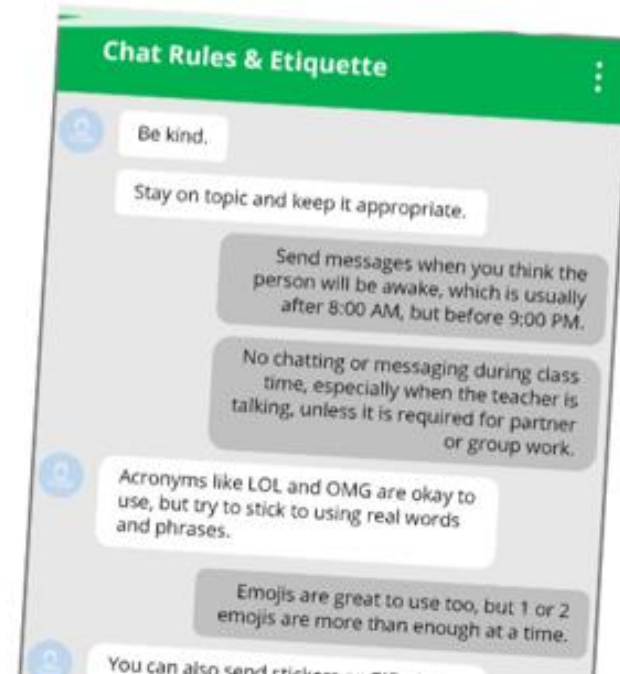 Chat Rules & Etiquette
Be kind.
Stay on topic and keep it appropriate.
Send messages when you think the
person will be awake, which is usually
after 8:00 AM, but before 9:00 PM.
No chatting or messaging during class
time, especially when the teacher is
talking, unless it is required for partner
or group work.
Acronyms like LOL and OMG are okay to
use, but try to stick to using real words
and phrases.
Emojis are great to use too, but 1 or 2
emojis are more than enough at a time.
You can also send stickers